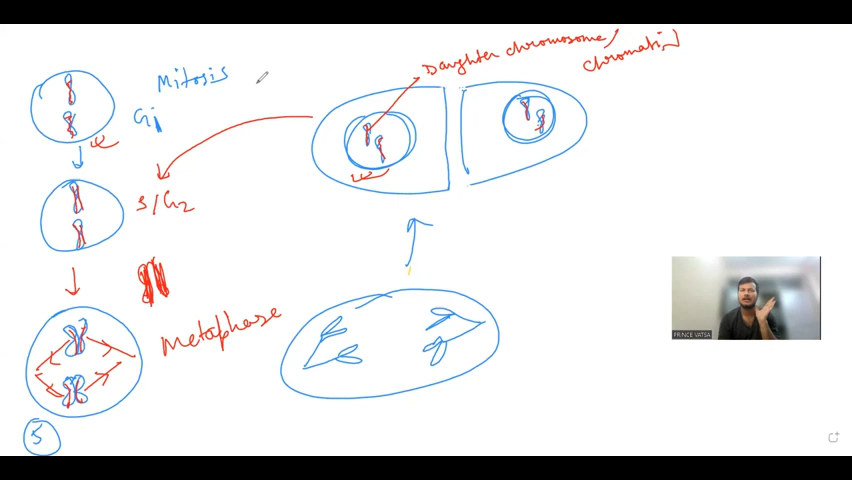 Mitosis
G1
S/G2
Metaphase
5
Daughter chromosome/
chromatid
PRINCE VATSA